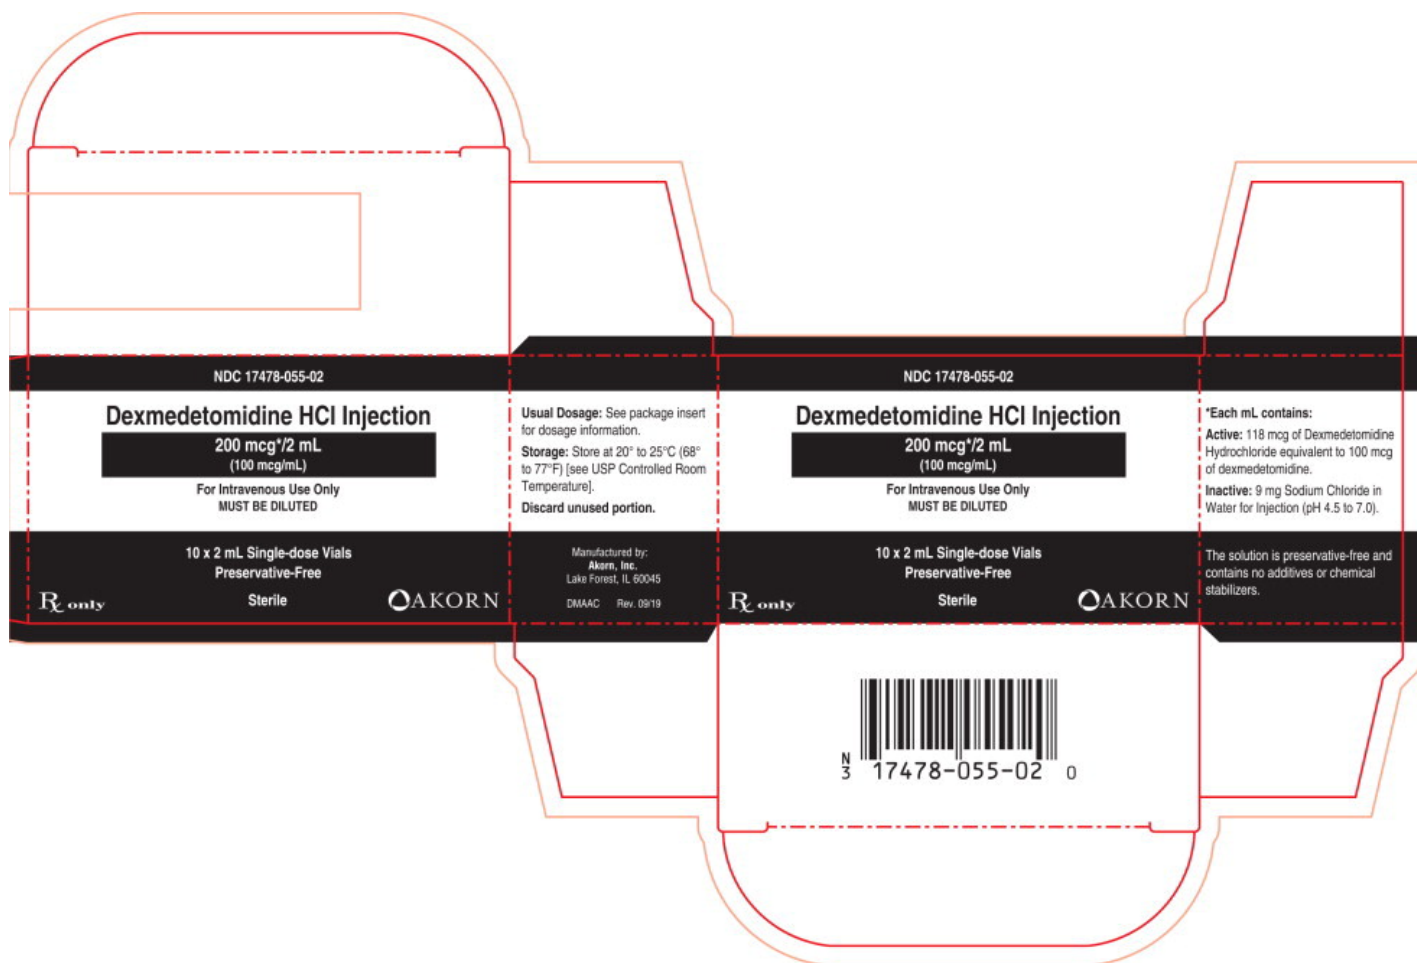 NDC 17478-055-02
Dexmedetomidine HCl Injection
200 mcg*/2 mL
(100 mcg/mL)
For Intravenous Use Only
MUST BE DILUTED
10 x 2 mL Single-dose Vials
Preservative-Free
Sterile
Rx only
AKORN
Usual Dosage: See package insert
for dosage information.
Storage: Store at 20° to 25°C (68°
to 77°F) [see USP Controlled Room
Temperature].
Discard unused portion.
Manufactured by:
Akorn, Inc.
Lake Forest, IL 60045
DMAAC Rev. 09/19
NDC 17478-055-02
Dexmedetomidine HCl Injection
200 mcg*/2 mL
(100 mcg/mL)
For Intravenous Use Only
MUST BE DILUTED
10 x 2 mL Single-dose Vials
Preservative-Free
Sterile
Rx only
AKORN
*Each mL contains:
Active: 118 mcg of Dexmedetomidine
Hydrochloride equivalent to 100 mcg
of dexmedetomidine.
Inactive: 9 mg Sodium Chloride in
Water for Injection (pH 4.5 to 7.0).
The solution is preservative-free and
contains no additives or chemical
stabilizers.
N
3 17478-055-02 0